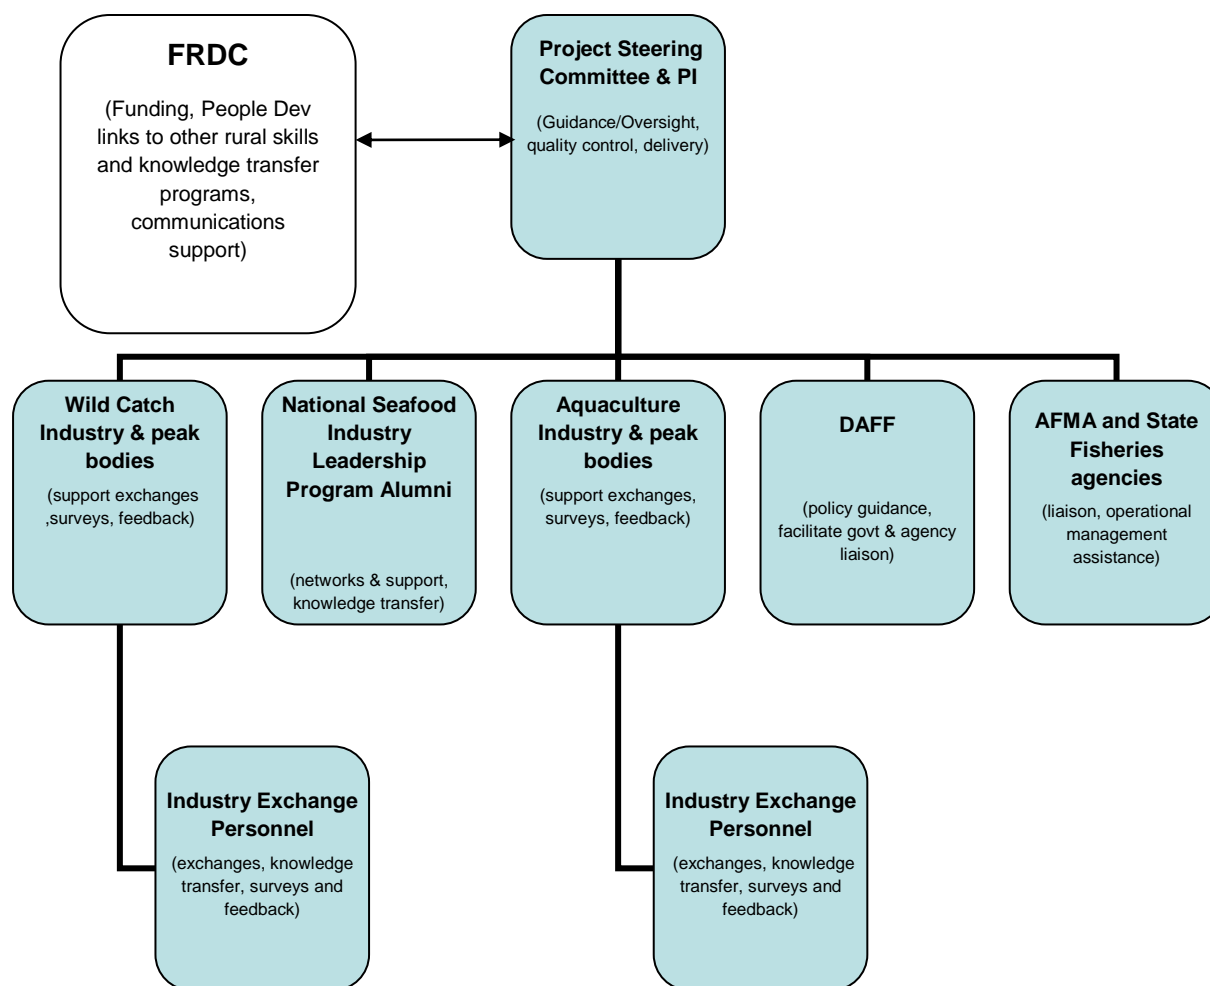 FRDC
(Funding, People Dev
links to other rural skills
and knowledge transfer
programs,
communications
support)
Project Steering
Committee & PI
(Guidance/Oversight,
quality control, delivery)
Wild Catch
Industry & peak
bodies
(support exchanges
,surveys, feedback)
National Seafood
Industry
Leadership
Program Alumni
(networks & support,
knowledge transfer)
Aquaculture
Industry & peak
bodies
(support exchanges,
surveys, feedback)
DAFF
(policy guidance,
facilitate govt & agency
liaison)
AFMA and State
Fisheries
agencies
(liaison, operational
management
assistance)
Industry Exchange
Personnel
(exchanges, knowledge
transfer, surveys and
feedback)
Industry Exchange
Personnel
(exchanges, knowledge
transfer, surveys and
feedback)